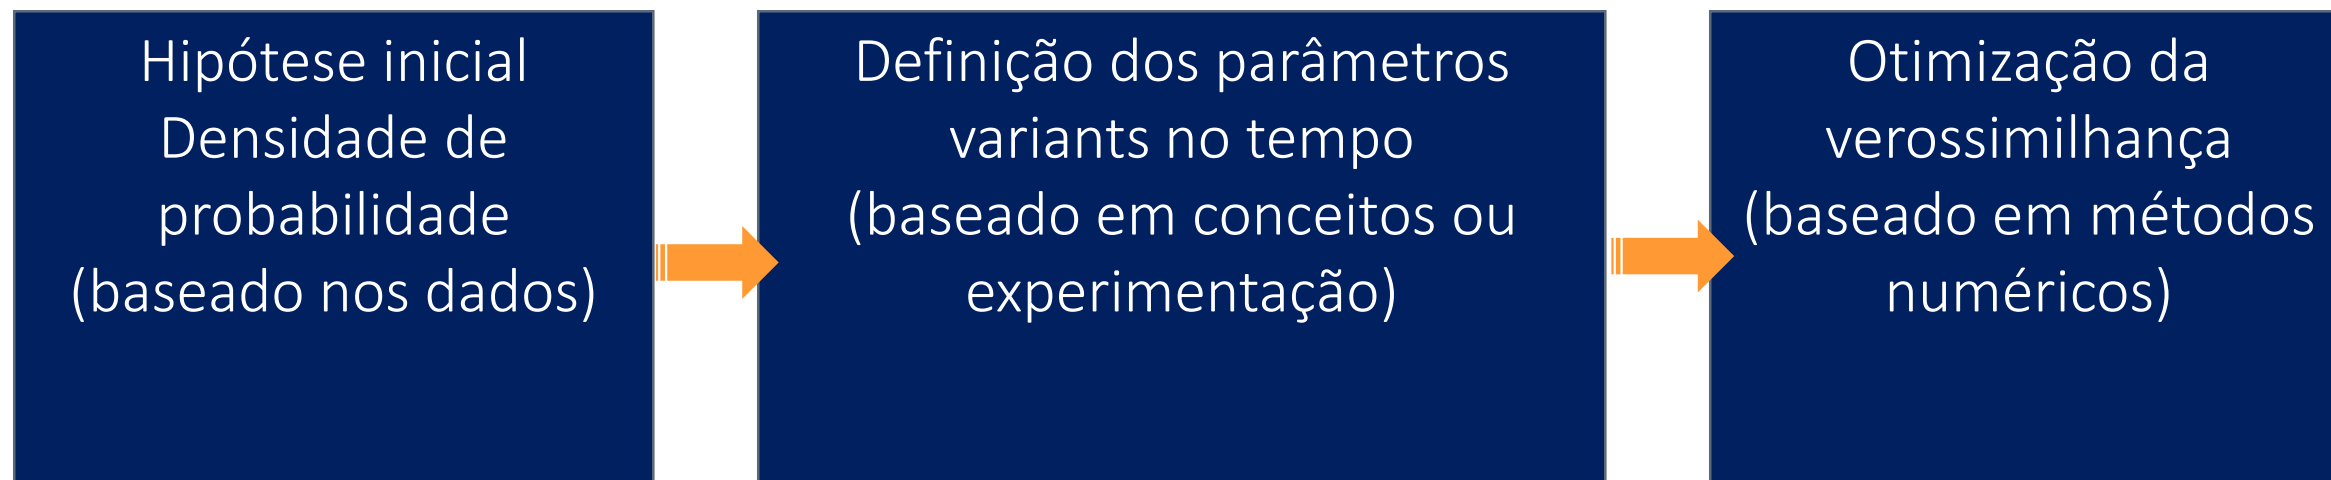 Hipótese inicial
Densidade de
probabilidade
(baseado nos dados)
Definição dos parâmetros
variants no tempo
(baseado em conceitos ou
experimentação)
Otimização da
verossimilhança
(baseado em métodos
numéricos)